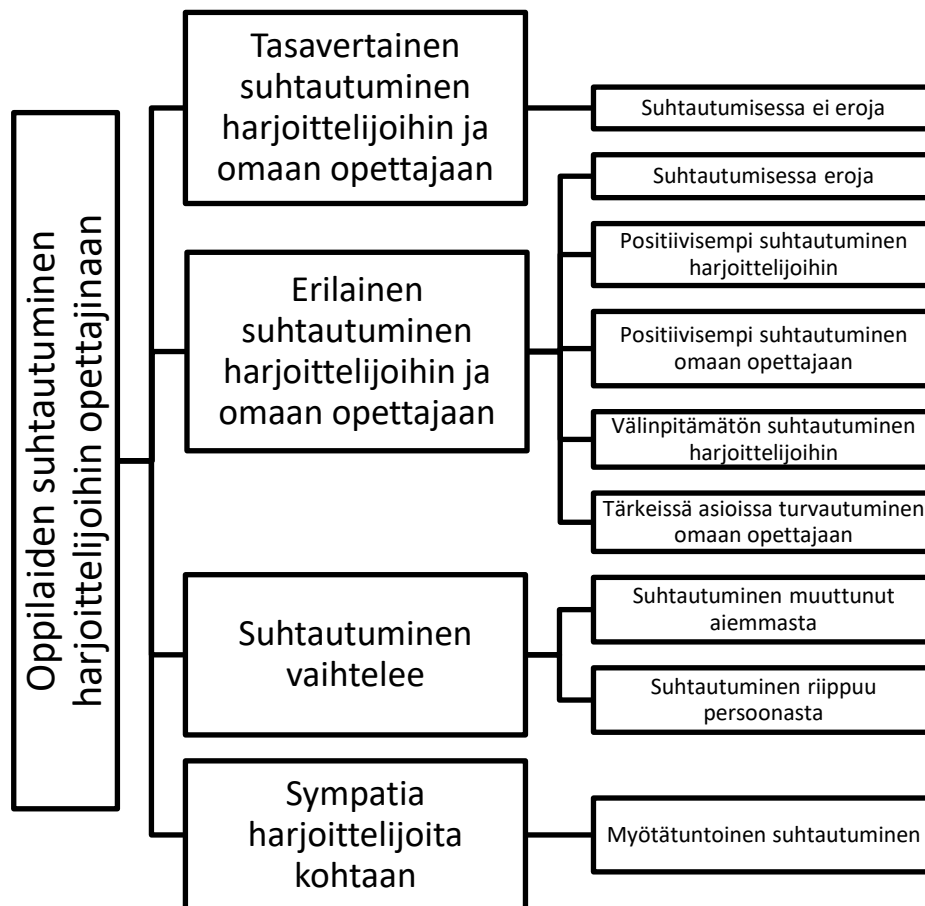 Oppilaiden suhtautuminen
harjoittelijoihin opettajinaan
Tasavertainen
suhtautuminen
harjoittelijoihin ja
omaan opettajaan
Suhtautumisessa ei eroja
Erilainen
suhtautuminen
harjoittelijoihin ja
omaan opettajaan
Suhtautumisessa eroja
Positiivisempi suhtautuminen
harjoittelijoihin
Positiivisempi suhtautuminen
omaan opettajaan
Välinpitämätön suhtautuminen
harjoittelijoihin
Tärkeissä asioissa turvautuminen
omaan opettajaan
Suhtautuminen
vaihtelee
Suhtautuminen muuttunut
aiemmasta
Suhtautuminen riippuu
persoonasta
Sympatia
harjoittelijoita
kohtaan
Myötätuntoinen suhtautuminen